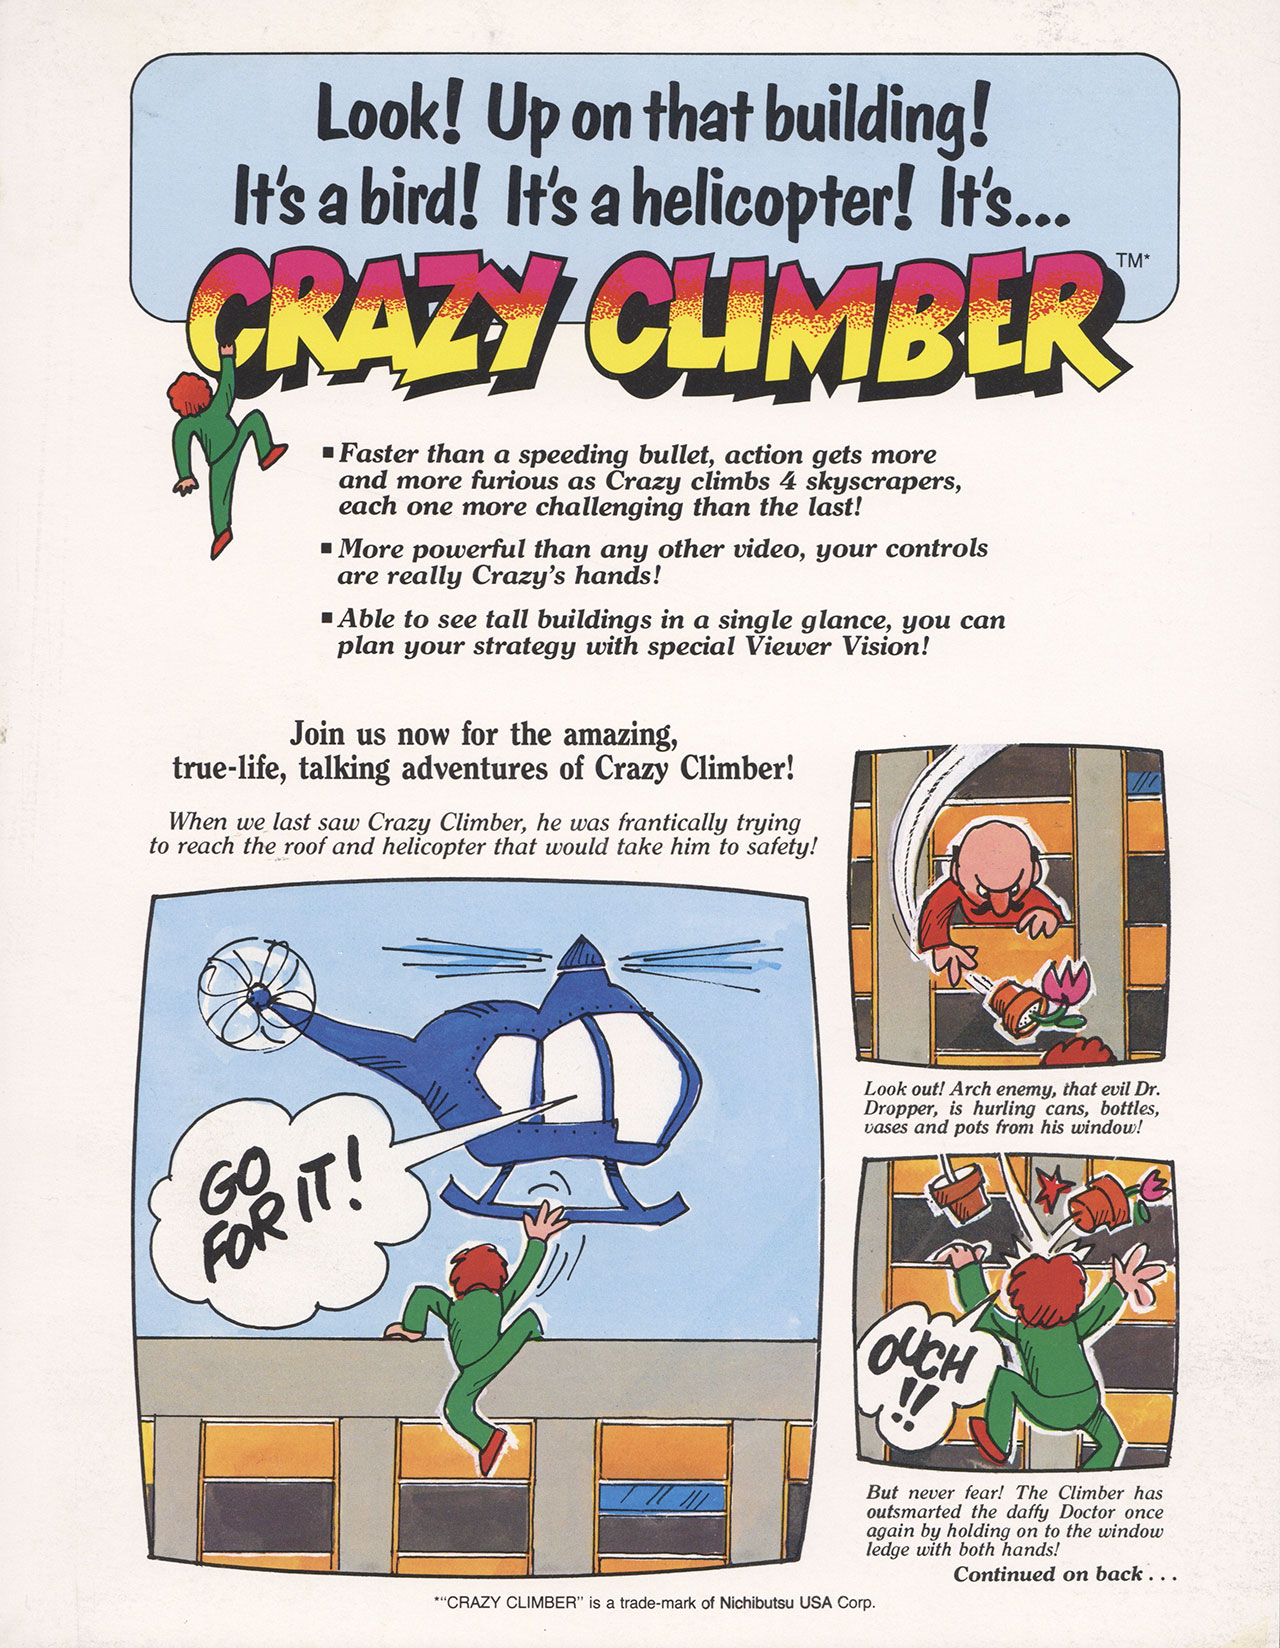 Look! Up on that building!
It's a bird! It's a helicopter! It's...
CRAZY CLIMBER™*
▪ Faster than a speeding bullet, action gets more
and more furious as Crazy climbs 4 skyscrapers,
each one more challenging than the last!
▪ More powerful than any other video, your controls
are really Crazy's hands!
▪ Able to see tall buildings in a single glance, you can
plan your strategy with special Viewer Vision!
Join us now for the amazing,
true-life, talking adventures of Crazy Climber!
When we last saw Crazy Climber, he was frantically trying
to reach the roof and helicopter that would take him to safety!
GO
FOR IT!
Look out! Arch enemy, that evil Dr.
Dropper, is hurling cans, bottles,
vases and pots from his window!
OUCH
!!
But never fear! The Climber has
outsmarted the daffy Doctor once
again by holding on to the window
ledge with both hands!
Continued on back . . .
*"CRAZY CLIMBER" is a trade-mark of Nichibutsu USA Corp.